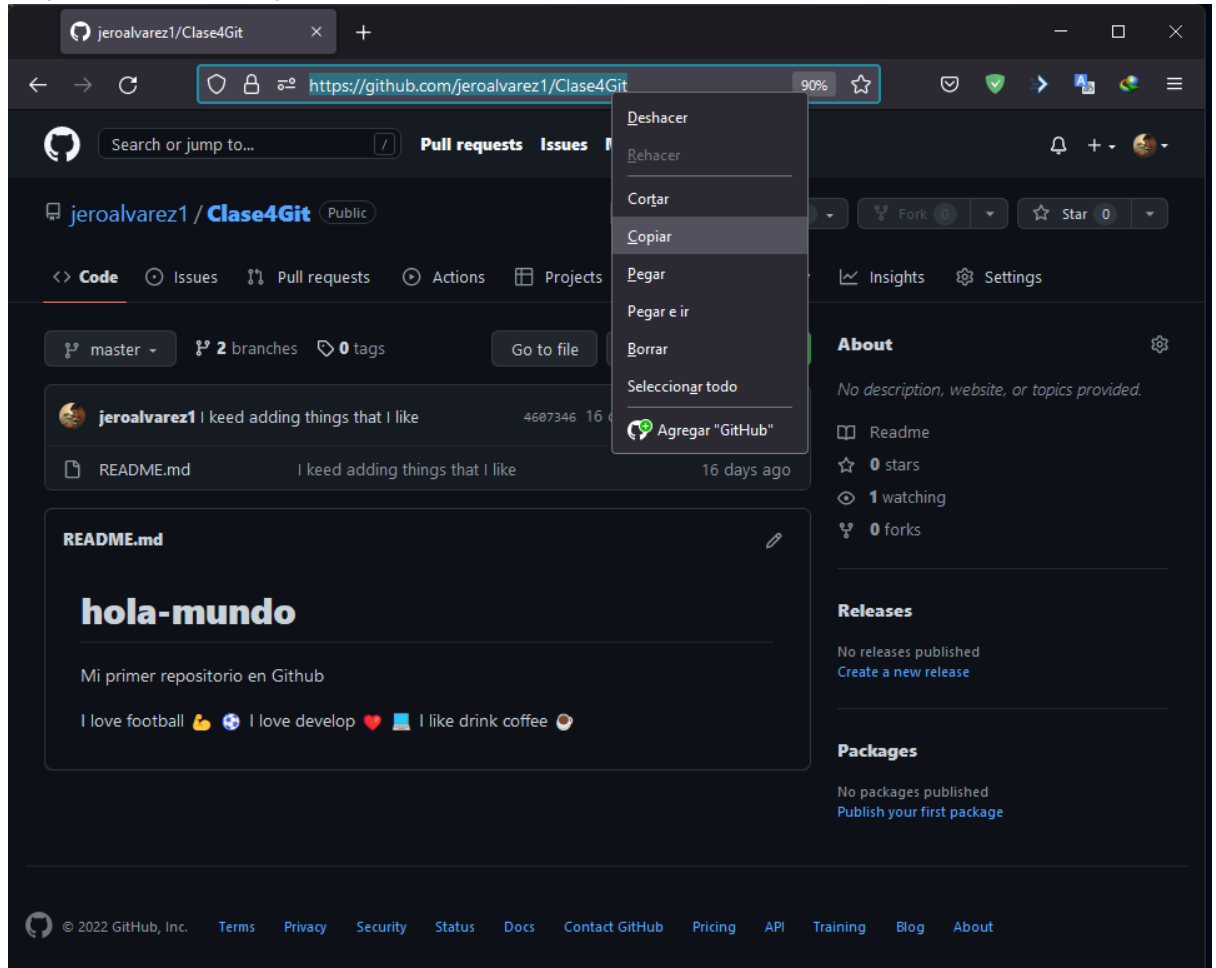 jeroalvarez1/Clase4Git
https://github.com/jeroalvarez1/Clase4Git 90%
Search or jump to... / Pull requests Issues
jeroalvarez1 / Clase4Git Public
Fork 0 Star 0
<> Code Issues Pull requests Actions Projects Insights Settings
Deshacer
Rehacer
Cortar
Copiar
Pegar
Pegar e ir
Borrar
Seleccionar todo
Agregar "GitHub"
master 2 branches 0 tags Go to file
jeroalvarez1 I keed adding things that I like 4607346 16
README.md I keed adding things that I like 16 days ago
README.md
hola-mundo
Mi primer repositorio en Github
I love football 💪 ⚽ I love develop ❤️ 💻 I like drink coffee ☕
About
No description, website, or topics provided.
Readme
0 stars
1 watching
0 forks
Releases
No releases published
Create a new release
Packages
No packages published
Publish your first package
© 2022 GitHub, Inc. Terms Privacy Security Status Docs Contact GitHub Pricing API Training Blog About